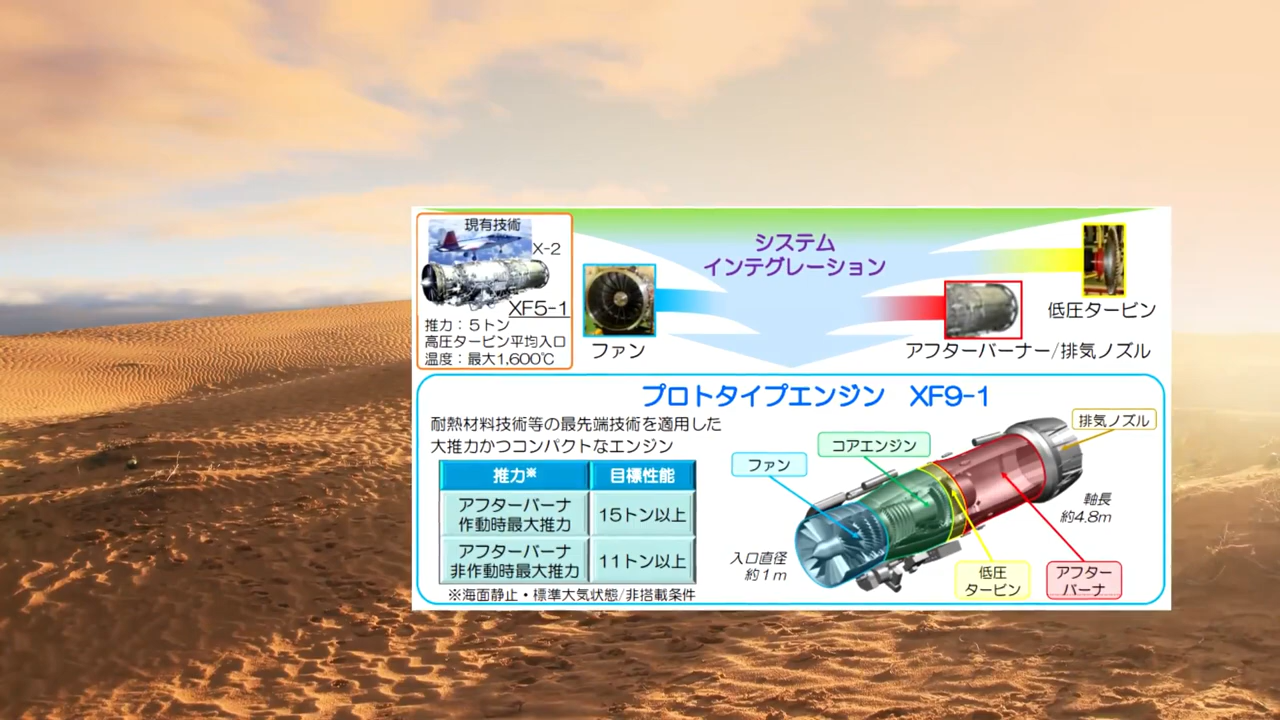 現有技術
X-2
XF5-1
推力：５トン
高圧タービン平均入口
温度：最大1,600℃
システム
インテグレーション
ファン
低圧タービン
アフターバーナー/排気ノズル
プロトタイプエンジン　XF9-1
耐熱材料技術等の最先端技術を適用した
大推力かつコンパクトなエンジン
推力※
目標性能
アフターバーナ
作動時最大推力
15トン以上
アフターバーナ
非作動時最大推力
11トン以上
※海面静止・標準大気状態/非搭載条件
ファン
コアエンジン
排気ノズル
軸長
約4.8m
入口直径
約１m
低圧
タービン
アフター
バーナ